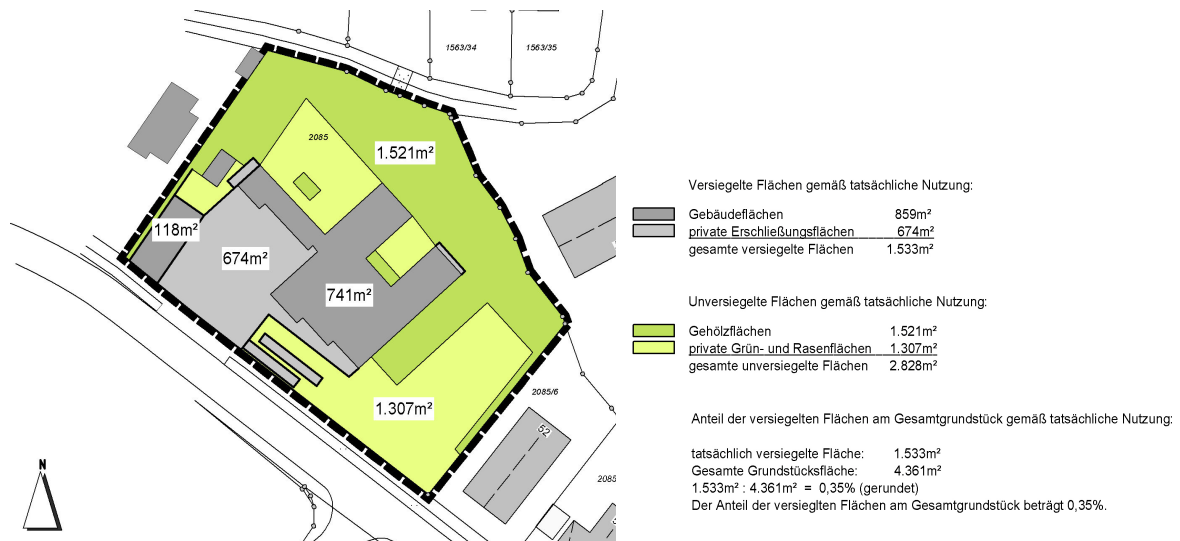 1563/34
1563/35
2085
1.521m²
118m²
674m²
741m²
1.307m²
2085/6
52
2085
N
Versiegelte Flächen gemäß tatsächliche Nutzung:
Gebäudeflächen 859m²
private Erschließungsflächen 674m²
gesamte versiegelte Flächen 1.533m²
Unversiegelte Flächen gemäß tatsächliche Nutzung:
Gehölzflächen 1.521m²
private Grün- und Rasenflächen 1.307m²
gesamte unversiegelte Flächen 2.828m²
Anteil der versiegelten Flächen am Gesamtgrundstück gemäß tatsächliche Nutzung:
tatsächlich versiegelte Fläche: 1.533m²
Gesamte Grundstücksfläche: 4.361m²
1.533m² : 4.361m² = 0,35% (gerundet)
Der Anteil der versieglten Flächen am Gesamtgrundstück beträgt 0,35%.